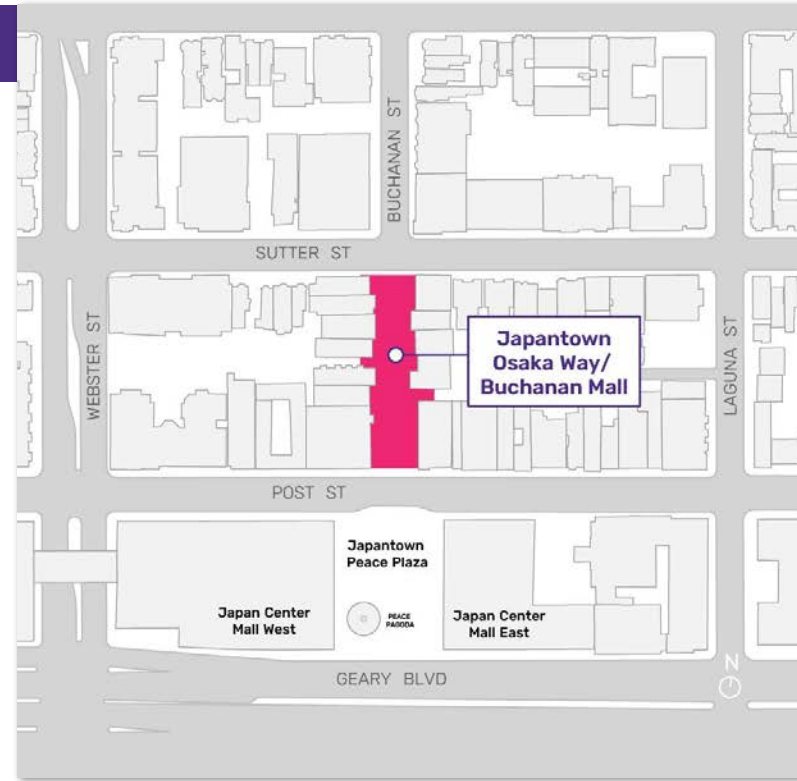 BUCHANAN ST
SUTTER ST
WEBSTER ST
Japantown
Osaka Way/
Buchanan Mall
LAGUNA ST
POST ST
Japantown
Peace Plaza
Japan Center
Mall West
PEACE
PAGODA
Japan Center
Mall East
GEARY BLVD
N